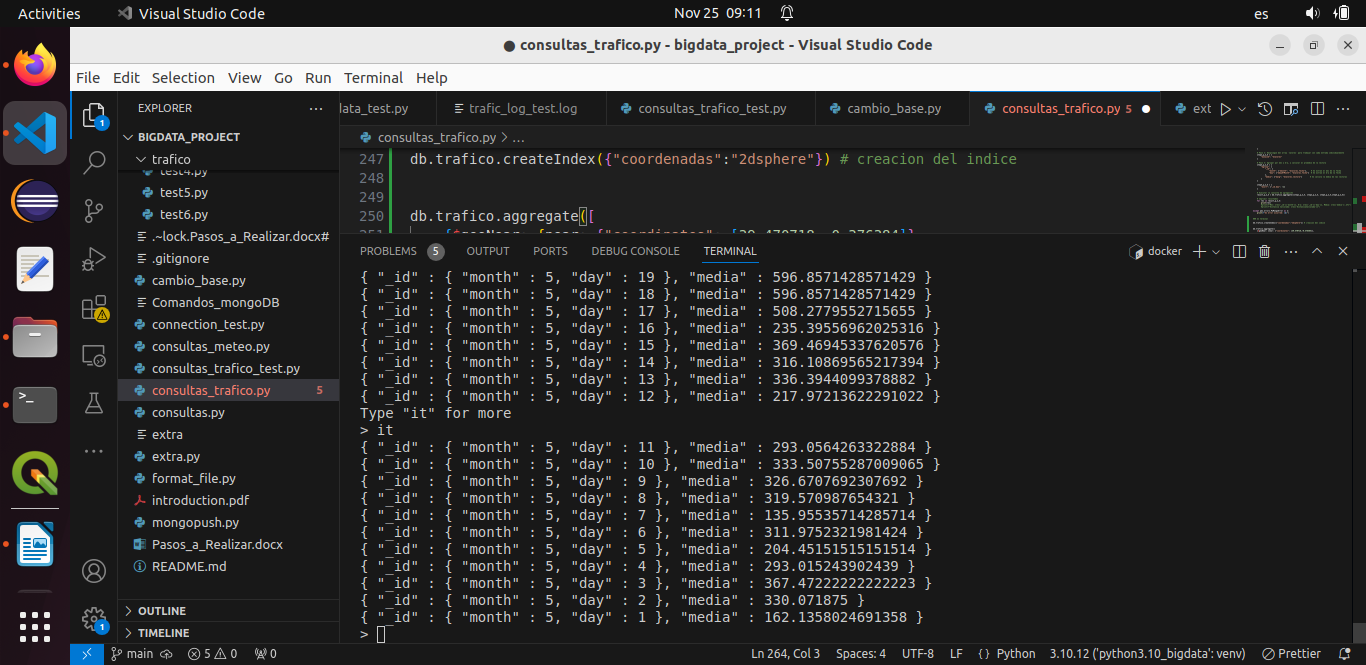 Activities
Visual Studio Code
Nov 25 09:11
es
● consultas_trafico.py - bigdata_project - Visual Studio Code
File Edit Selection View Go Run Terminal Help
EXPLORER
BIGDATA_PROJECT
trafico
test4.py
test5.py
test6.py
.~lock.Pasos_a_Realizar.docx#
.gitignore
cambio_base.py
Comandos_mongoDB
connection_test.py
consultas_meteo.py
consultas_trafico_test.py
consultas_trafico.py 5
consultas.py
extra
extra.py
format_file.py
introduction.pdf
mongopush.py
Pasos_a_Realizar.docx
README.md
OUTLINE
TIMELINE
1
1
data_test.py
trafic_log_test.log
consultas_trafico_test.py
cambio_base.py
consultas_trafico.py 5
ext
consultas_trafico.py > ...
247 db.trafico.createIndex({"coordenadas":"2dsphere"}) # creacion del indice
248
249
250 db.trafico.aggregate([
PROBLEMS 5 OUTPUT PORTS DEBUG CONSOLE TERMINAL
docker
{ "_id" : { "month" : 5, "day" : 19 }, "media" : 596.8571428571429 }
{ "_id" : { "month" : 5, "day" : 18 }, "media" : 596.8571428571429 }
{ "_id" : { "month" : 5, "day" : 17 }, "media" : 508.2779552715655 }
{ "_id" : { "month" : 5, "day" : 16 }, "media" : 235.39556962025316 }
{ "_id" : { "month" : 5, "day" : 15 }, "media" : 369.46945337620576 }
{ "_id" : { "month" : 5, "day" : 14 }, "media" : 316.10869565217394 }
{ "_id" : { "month" : 5, "day" : 13 }, "media" : 336.3944099378882 }
{ "_id" : { "month" : 5, "day" : 12 }, "media" : 217.97213622291022 }
Type "it" for more
> it
{ "_id" : { "month" : 5, "day" : 11 }, "media" : 293.0564263322884 }
{ "_id" : { "month" : 5, "day" : 10 }, "media" : 333.50755287009065 }
{ "_id" : { "month" : 5, "day" : 9 }, "media" : 326.6707692307692 }
{ "_id" : { "month" : 5, "day" : 8 }, "media" : 319.570987654321 }
{ "_id" : { "month" : 5, "day" : 7 }, "media" : 135.95535714285714 }
{ "_id" : { "month" : 5, "day" : 6 }, "media" : 311.9752321981424 }
{ "_id" : { "month" : 5, "day" : 5 }, "media" : 204.45151515151514 }
{ "_id" : { "month" : 5, "day" : 4 }, "media" : 293.015243902439 }
{ "_id" : { "month" : 5, "day" : 3 }, "media" : 367.47222222222223 }
{ "_id" : { "month" : 5, "day" : 2 }, "media" : 330.071875 }
{ "_id" : { "month" : 5, "day" : 1 }, "media" : 162.1358024691358 }
>
main
5 0
0
Ln 264, Col 3
Spaces: 4
UTF-8
LF
{ } Python
3.10.12 ('python3.10_bigdata': venv)
Prettier